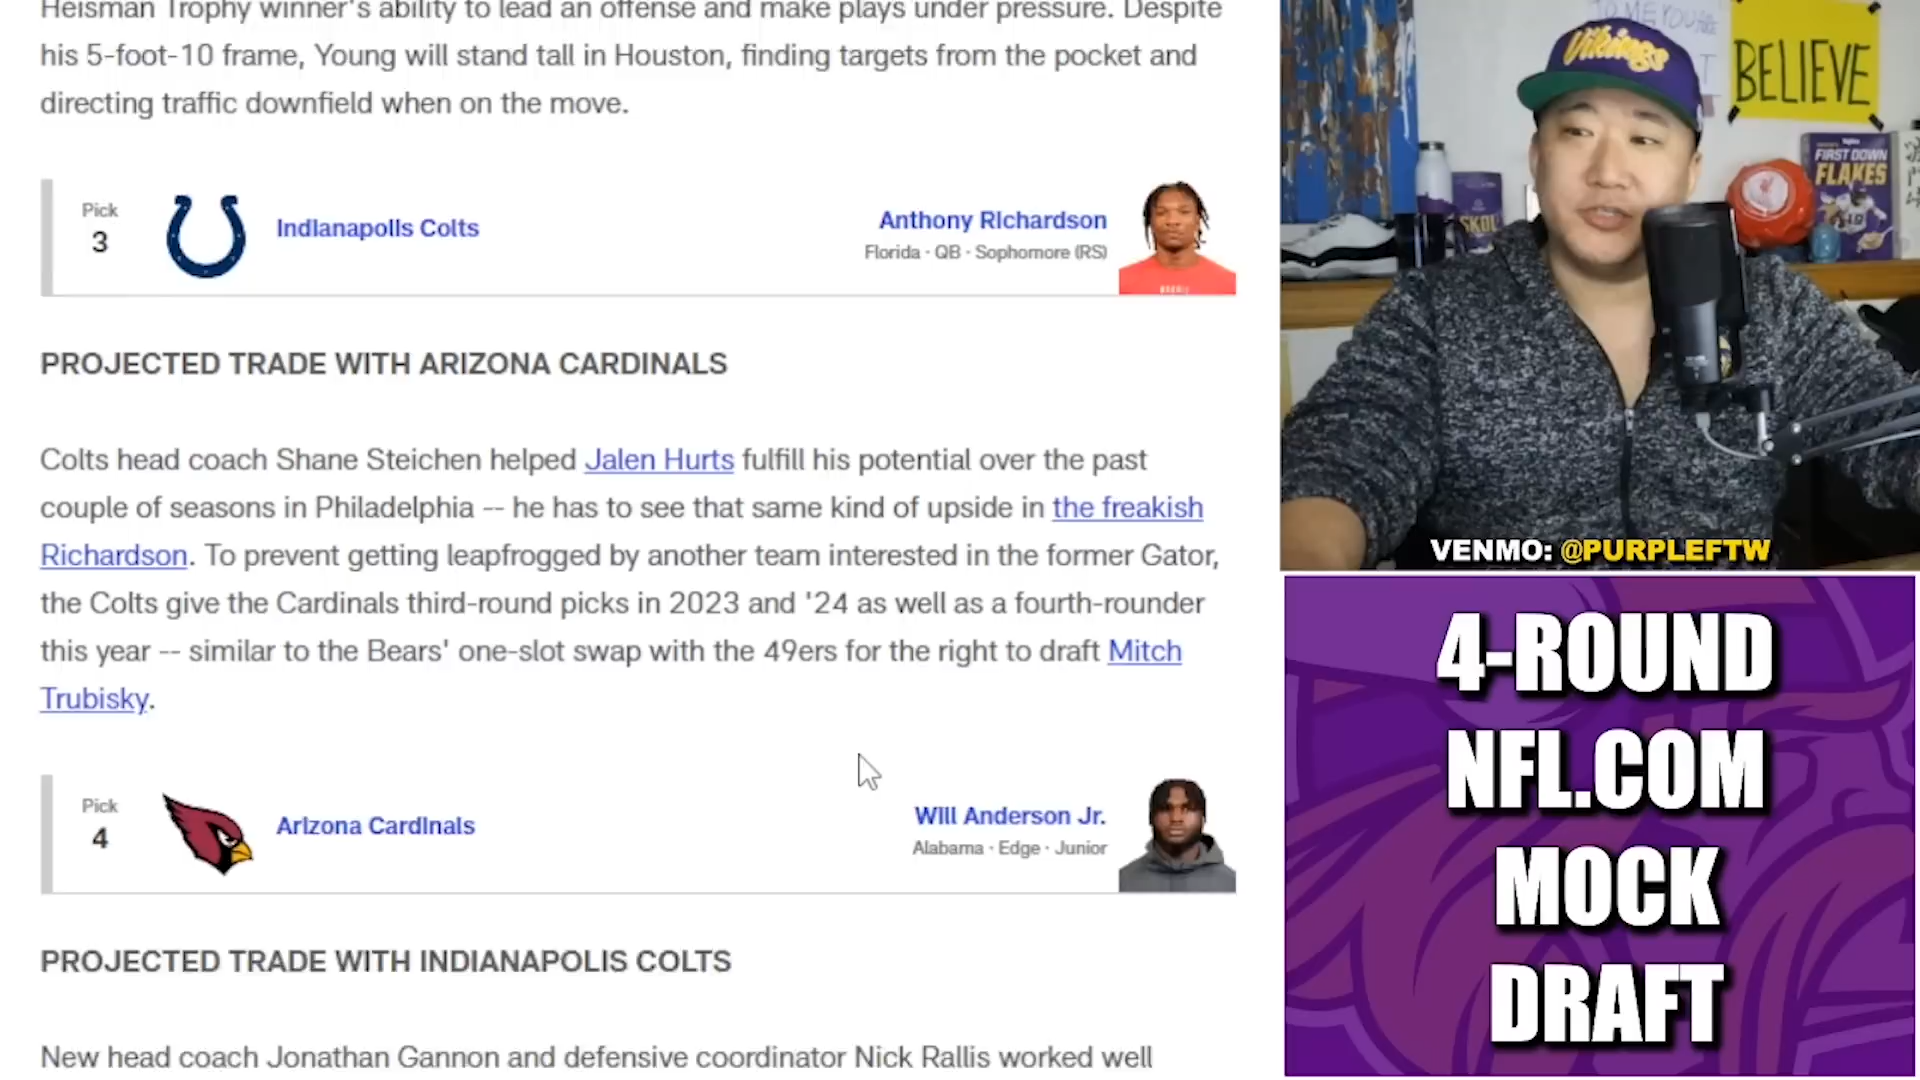 Heisman Trophy winner's ability to lead an offense and make plays under pressure. Despite
his 5-foot-10 frame, Young will stand tall in Houston, finding targets from the pocket and
directing traffic downfield when on the move.
Pick
3
Indianapolis Colts
Anthony Richardson
Florida · QB · Sophomore (RS)
PROJECTED TRADE WITH ARIZONA CARDINALS
Colts head coach Shane Steichen helped Jalen Hurts fulfill his potential over the past
couple of seasons in Philadelphia -- he has to see that same kind of upside in the freakish
Richardson. To prevent getting leapfrogged by another team interested in the former Gator,
the Colts give the Cardinals third-round picks in 2023 and '24 as well as a fourth-rounder
this year -- similar to the Bears' one-slot swap with the 49ers for the right to draft Mitch
Trubisky.
Pick
4
Arizona Cardinals
Will Anderson Jr.
Alabama · Edge · Junior
PROJECTED TRADE WITH INDIANAPOLIS COLTS
New head coach Jonathan Gannon and defensive coordinator Nick Rallis worked well
Vikings
BELIEVE
FIRST DOWN
FLAKES
SKOL
VENMO: @PURPLEFTW
4-ROUND
NFL.COM
MOCK
DRAFT